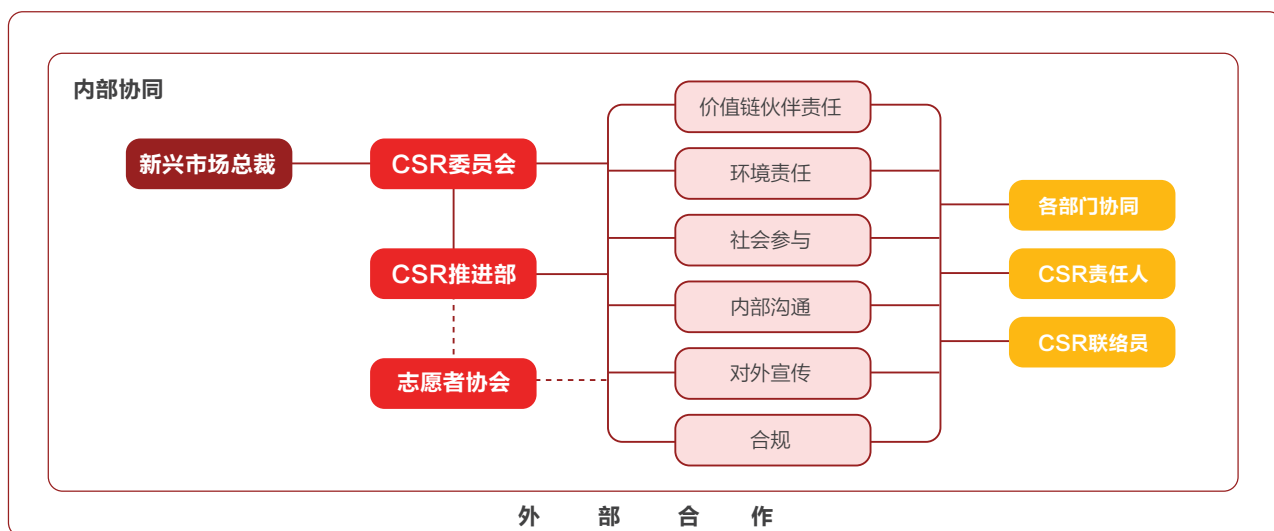 内部协同
新兴市场总裁
CSR委员会
CSR推进部
志愿者协会
价值链伙伴责任
环境责任
社会参与
内部沟通
对外宣传
合规
各部门协同
CSR责任人
CSR联络员
外部合作